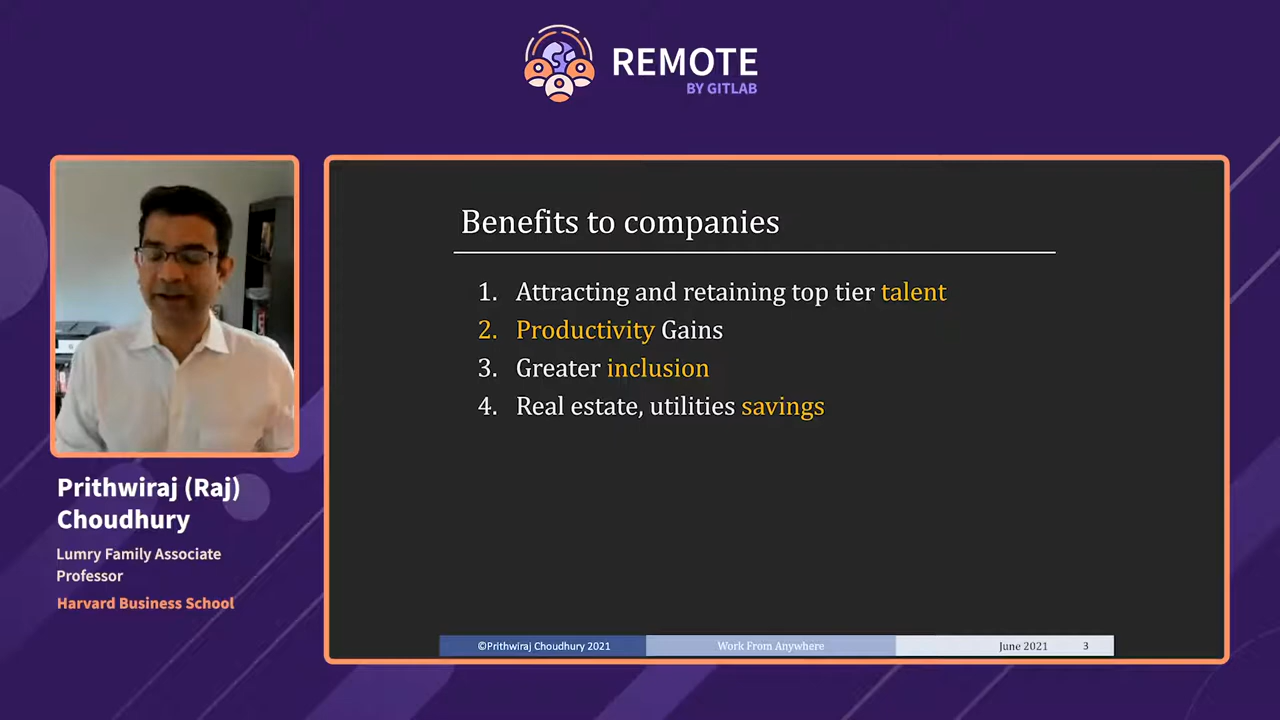 REMOTE
BY GITLAB
Benefits to companies
1. Attracting and retaining top tier talent
2. Productivity Gains
3. Greater inclusion
4. Real estate, utilities savings
©Prithwiraj Choudhury 2021 Work From Anywhere June 2021 3
Prithwiraj (Raj)
Choudhury
Lumry Family Associate
Professor
Harvard Business School